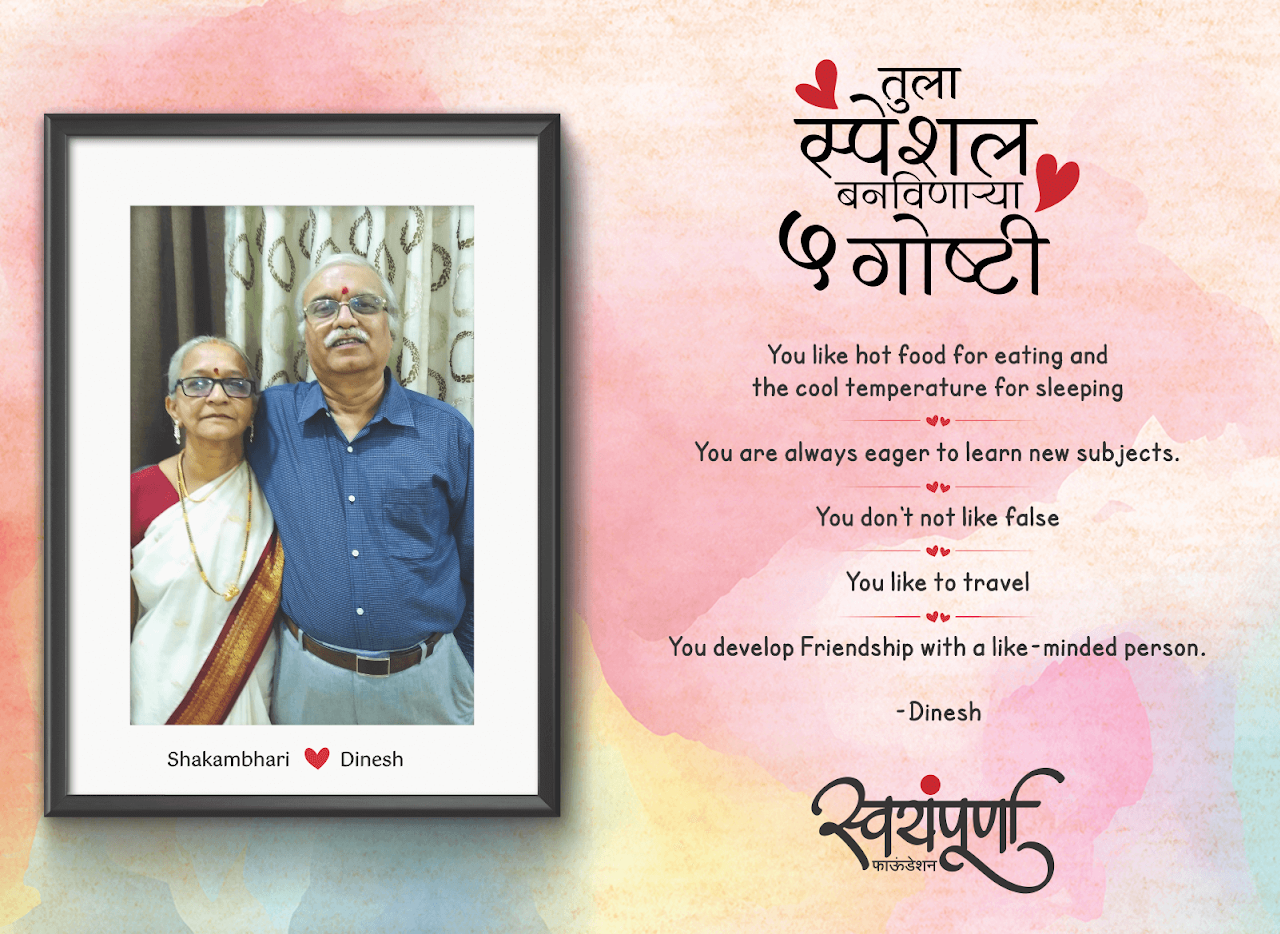 तुला
स्पेशल
बनविणाऱ्या
५ गोष्टी
You like hot food for eating and
the cool temperature for sleeping
You are always eager to learn new subjects.
You don't not like false
You like to travel
You develop Friendship with a like-minded person.
-Dinesh
Shakambhari Dinesh
स्वयंपूर्णा
फाऊंडेशन